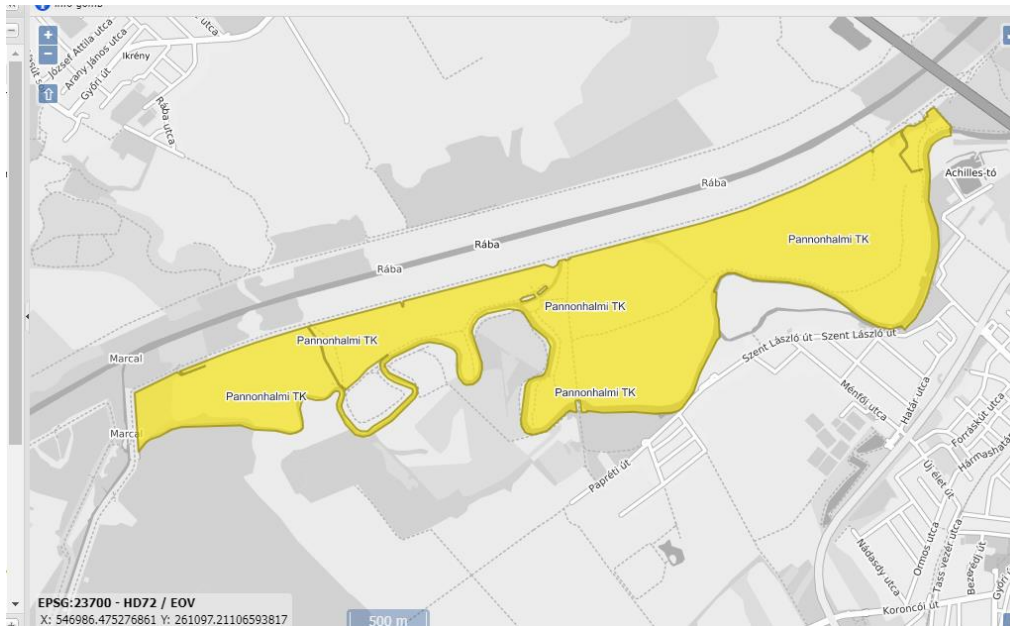 Info gomb
József Attila utca
Arany János utca
Győri út
Ikrény
Rába utca
utca
Rába
Rába
Rába
Achilles-tó
Pannonhalmi TK
Pannonhalmi TK
Pannonhalmi TK
Pannonhalmi TK
Pannonhalmi TK
Marcal
Marcal
Szent László út
Szent László út
Ménfői utca
Határ utca
Papréti út
Forráskút utca
Hármashatár
Új élet út
Nádasdy utca
Ormos utca
Tass vezér utca
Bezerédj út
Győri út
Koroncói út
EPSG:23700 - HD72 / EOV
X: 546986.475276861 Y: 261097.21106593817
500 m